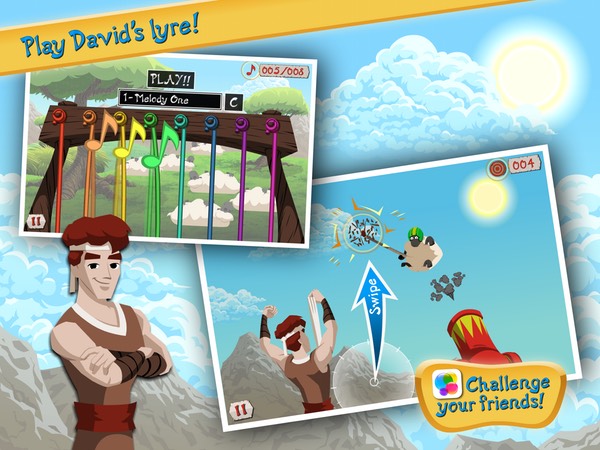 Play David's lyre!
PLAY!!
005/008
1-Melody One
C
004
Swipe
Challenge
your friends!